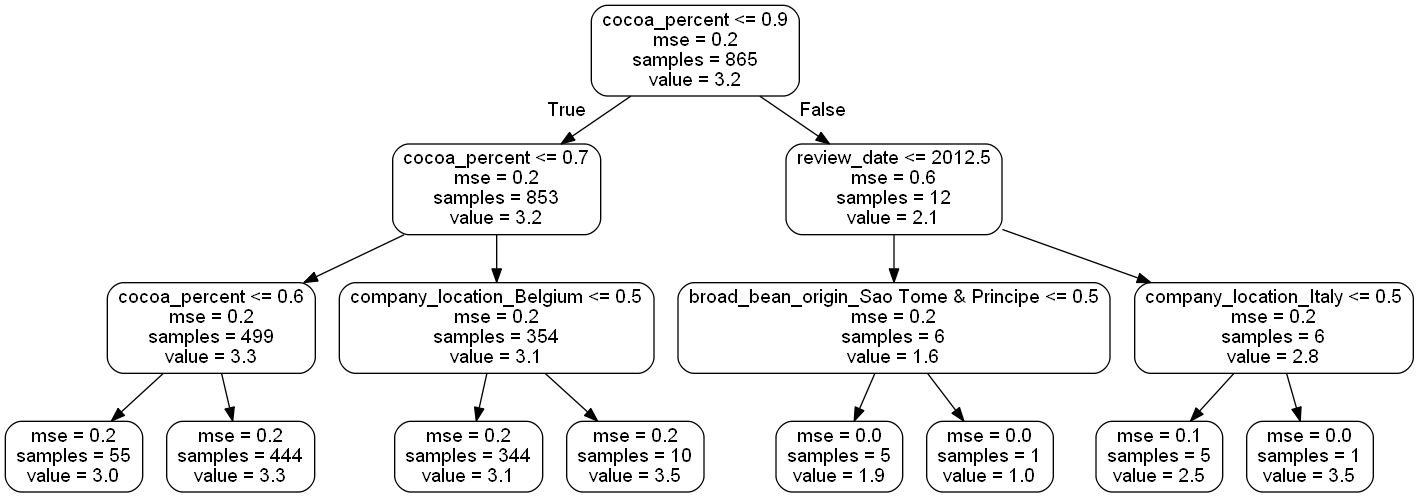 cocoa_percent <= 0.9
mse = 0.2
samples = 865
value = 3.2
True
False
cocoa_percent <= 0.7
mse = 0.2
samples = 853
value = 3.2
review_date <= 2012.5
mse = 0.6
samples = 12
value = 2.1
cocoa_percent <= 0.6
mse = 0.2
samples = 499
value = 3.3
company_location_Belgium <= 0.5
mse = 0.2
samples = 354
value = 3.1
broad_bean_origin_Sao Tome & Principe <= 0.5
mse = 0.2
samples = 6
value = 1.6
company_location_Italy <= 0.5
mse = 0.2
samples = 6
value = 2.8
mse = 0.2
samples = 55
value = 3.0
mse = 0.2
samples = 444
value = 3.3
mse = 0.2
samples = 344
value = 3.1
mse = 0.2
samples = 10
value = 3.5
mse = 0.0
samples = 5
value = 1.9
mse = 0.0
samples = 1
value = 1.0
mse = 0.1
samples = 5
value = 2.5
mse = 0.0
samples = 1
value = 3.5